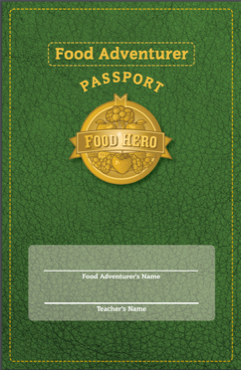 Food Adventurer
PASSPORT
FOOD HERO
Food Adventurer's Name
Teacher's Name